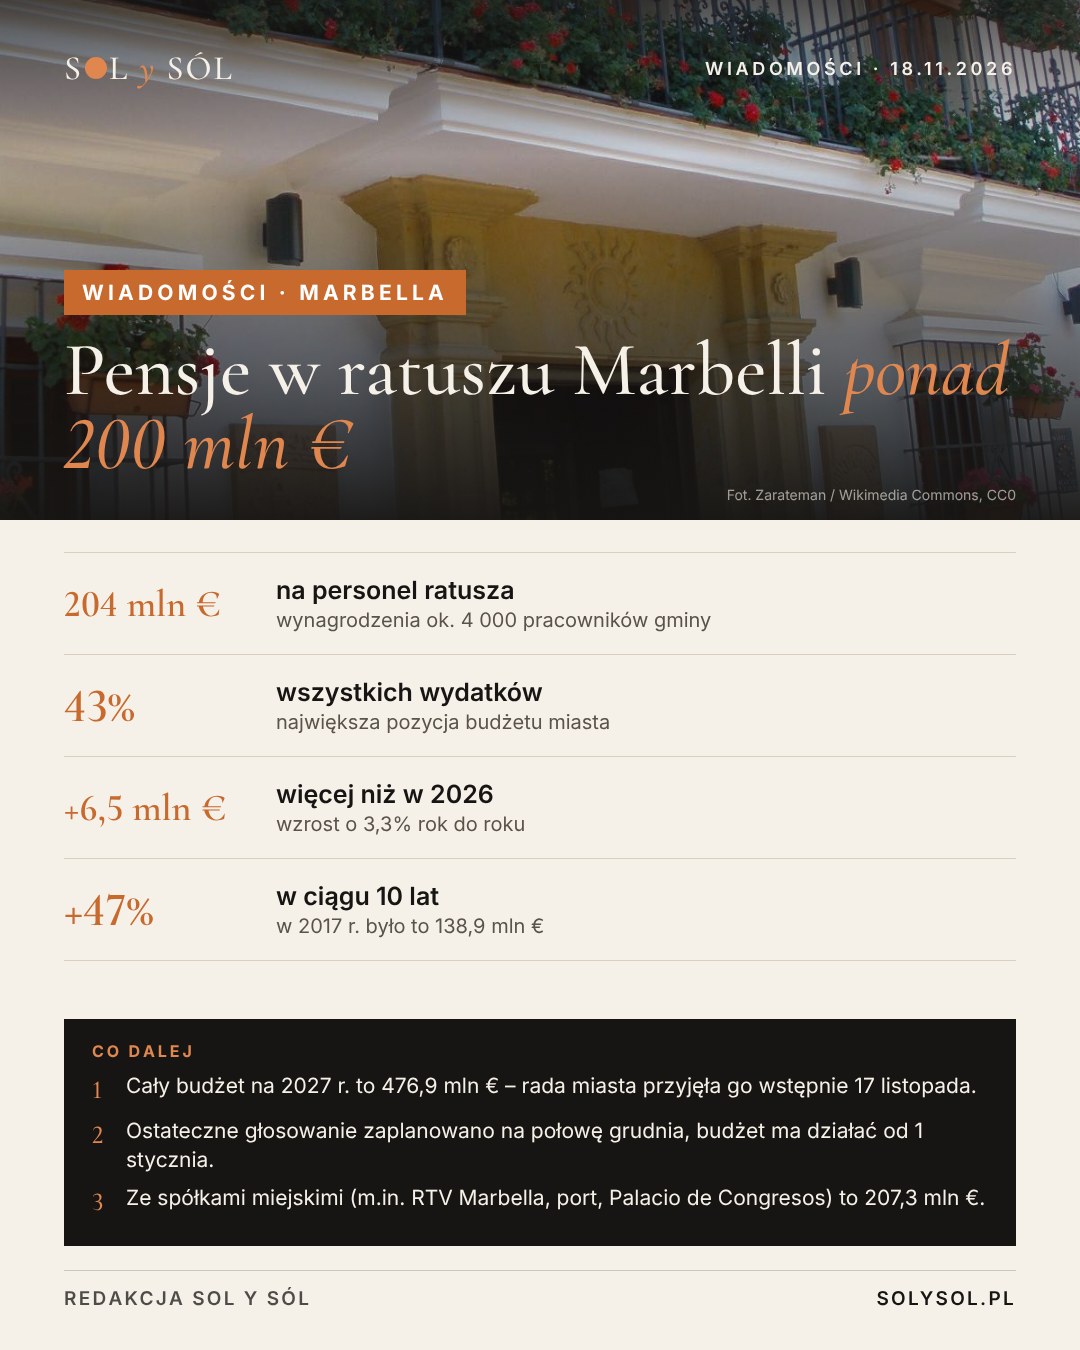 SOL y SÓL
WIADOMOŚCI · 18.11.2026
WIADOMOŚCI · MARBELLA
Pensje w ratuszu Marbelli ponad
200 mln €
Fot. Zarateman / Wikimedia Commons, CC0
204 mln €
na personel ratusza
wynagrodzenia ok. 4 000 pracowników gminy
43%
wszystkich wydatków
największa pozycja budżetu miasta
+6,5 mln €
więcej niż w 2026
wzrost o 3,3% rok do roku
+47%
w ciągu 10 lat
w 2017 r. było to 138,9 mln €
CO DALEJ
1 Cały budżet na 2027 r. to 476,9 mln € – rada miasta przyjęła go wstępnie 17 listopada.
2 Ostateczne głosowanie zaplanowano na połowę grudnia, budżet ma działać od 1
stycznia.
3 Ze spółkami miejskimi (m.in. RTV Marbella, port, Palacio de Congresos) to 207,3 mln €.
REDAKCJA SOL Y SÓL
SOLYSOL.PL